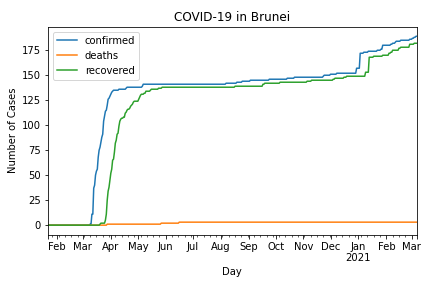 COVID-19 in Brunei
confirmed
deaths
recovered
Number of Cases
175
150
125
100
75
50
25
0
Feb Mar Apr May Jun Jul Aug Sep Oct Nov Dec Jan Feb Mar
2021
Day